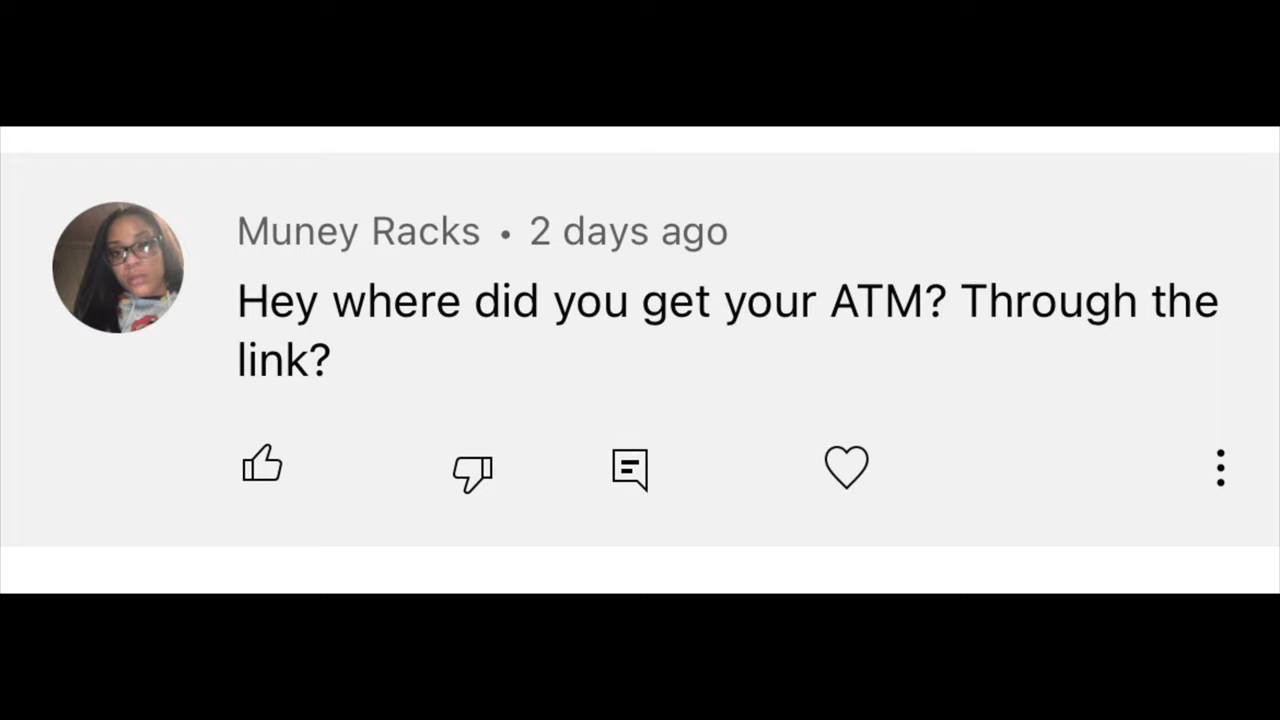 Muney Racks • 2 days ago
Hey where did you get your ATM? Through the
link?